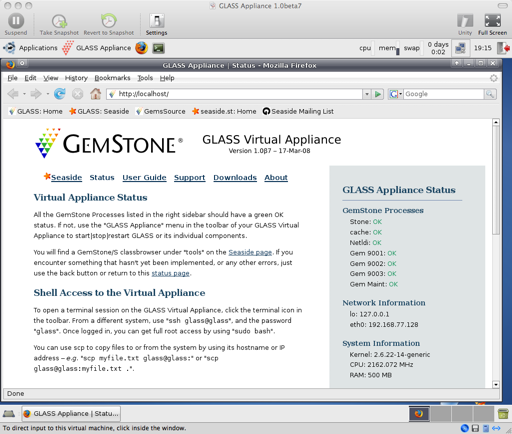 GLASS Appliance 1.0beta7
Suspend
Take Snapshot
Revert to Snapshot
Settings
Unity
Full Screen
Applications
GLASS Appliance
cpu
mem
swap
0 days
0:02
19:15
GLASS Appliance | Status - Mozilla Firefox
File Edit View History Bookmarks Tools Help
http://localhost/
Google
GLASS: Home
GLASS: Seaside
GemsSource
seaside.st: Home
Seaside Mailing List
GEMSTONE®
GLASS Virtual Appliance
Version 1.0β7 – 17-Mar-08
Seaside Status User Guide Support Downloads About
Virtual Appliance Status
All the GemStone Processes listed in the right sidebar should have a green OK
status. If not, use the "GLASS Appliance" menu in the toolbar of your GLASS Virtual
Appliance to start|stop|restart GLASS or its individual components.
You will find a GemStone/S classbrowser under "tools" on the Seaside page. If you
encounter something that hasn't yet been implemented, or any other errors, just
use the back button or return to this status page.
Shell Access to the Virtual Appliance
To open a terminal session on the GLASS Virtual Appliance, click the terminal icon in
the toolbar. From a different system, use "ssh glass@glass", and the password
"glass". Once logged in, you can get full root access by using "sudo bash".
You can use scp to copy files to or from the system by using its hostname or IP
address – e.g. "scp myfile.txt glass@glass:" or "scp
glass@glass:myfile.txt .".
GLASS Appliance Status
GemStone Processes
Stone: OK
cache: OK
Netldi: OK
Gem 9001: OK
Gem 9002: OK
Gem 9003: OK
Gem Maint: OK
Network Information
lo: 127.0.0.1
eth0: 192.168.77.128
System Information
Kernel: 2.6.22-14-generic
CPU: 2162.072 MHz
RAM: 500 MB
Done
GLASS Appliance | Statu...
To direct input to this virtual machine, click inside the window.